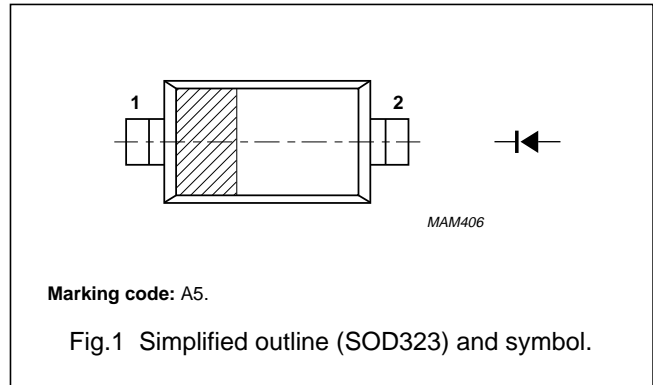 1
2
MAM406
Marking code: A5.
Fig.1 Simplified outline (SOD323) and symbol.